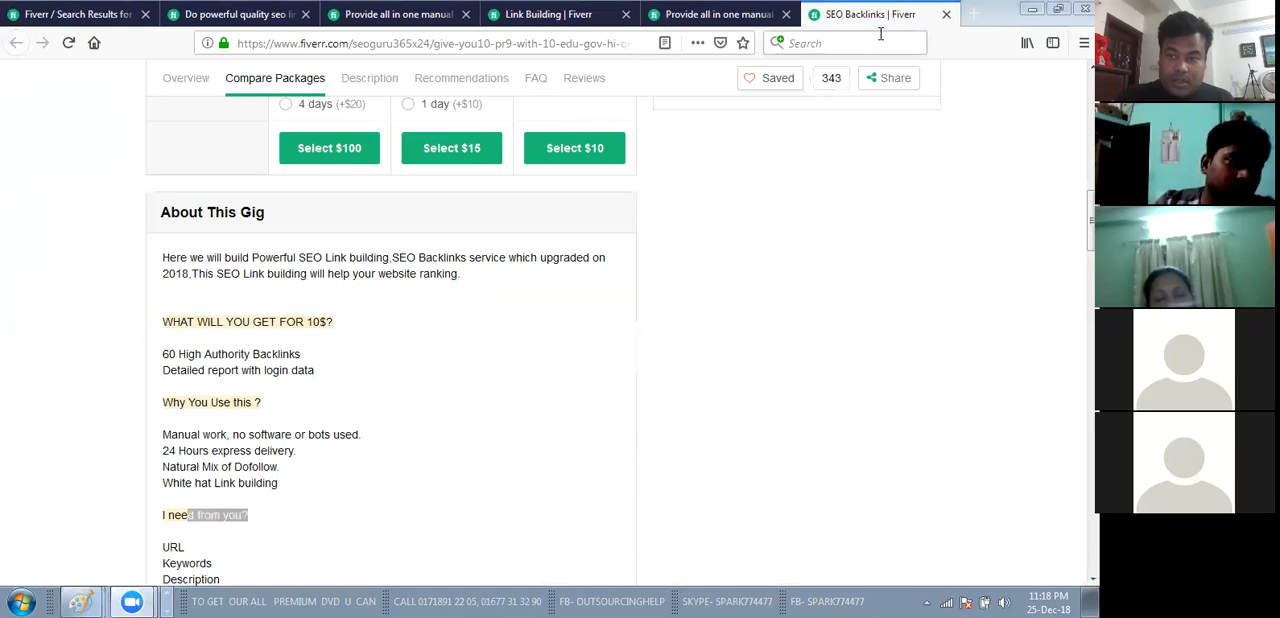 Fiverr / Search Results for
Do powerful quality seo lin
Provide all in one manual
Link Building | Fiverr
Provide all in one manual
SEO Backlinks | Fiverr
https://www.fiverr.com/seoguru365x24/give-you10-pr9-with-10-edu-gov-hi-q
Search
Overview
Compare Packages
Description
Recommendations
FAQ
Reviews
Saved
343
Share
4 days (+$20)
1 day (+$10)
Select $100
Select $15
Select $10
About This Gig
Here we will build Powerful SEO Link building,SEO Backlinks service which upgraded on
2018,This SEO Link building will help your website ranking.
WHAT WILL YOU GET FOR 10$?
60 High Authority Backlinks
Detailed report with login data
Why You Use this ?
Manual work, no software or bots used.
24 Hours express delivery.
Natural Mix of Dofollow.
White hat Link building
I need from you?
URL
Keywords
Description
TO GET OUR ALL PREMIUM DVD U CAN
CALL 0171891 22 05, 01677 31 32 90
FB- OUTSOURCINGHELP
SKYPE- SPARK774477
FB- SPARK774477
11:18 PM
25-Dec-18